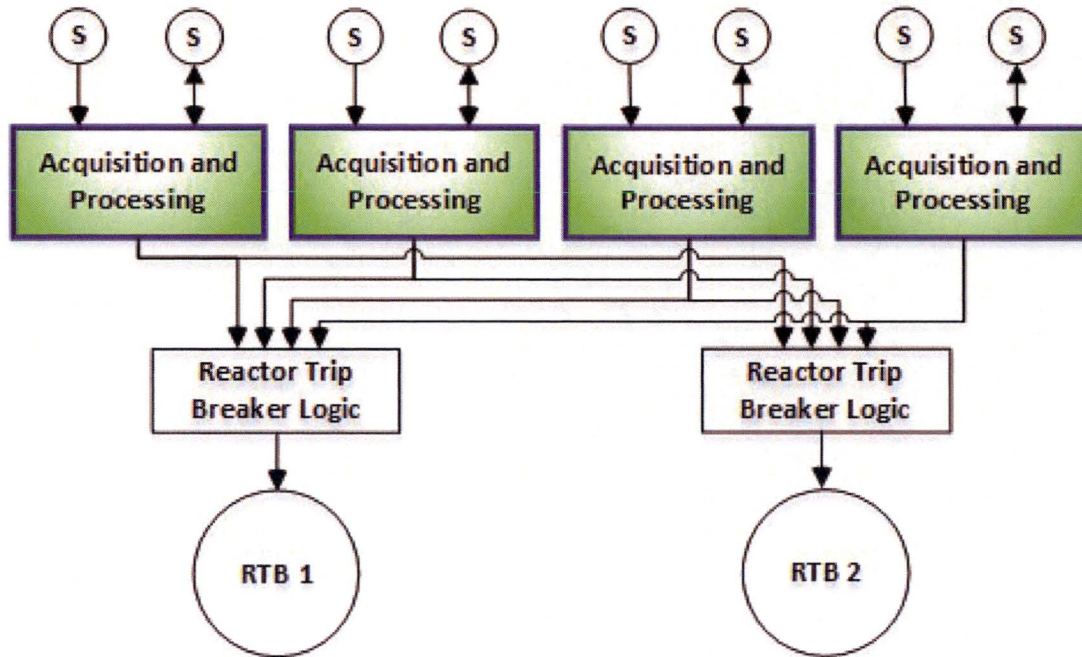 S S S S S S S S
Acquisition and Acquisition and Acquisition and Acquisition and
Processing Processing Processing Processing
Reactor Trip Reactor Trip
Breaker Logic Breaker Logic
RTB 1 RTB 2